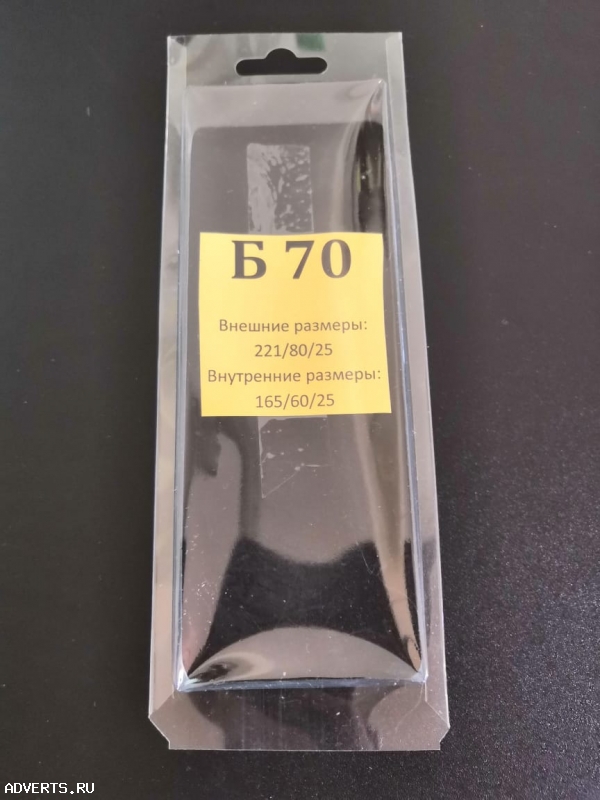 Б 70
Внешние размеры:
221/80/25
Внутренние размеры:
165/60/25
ADVERTS.RU